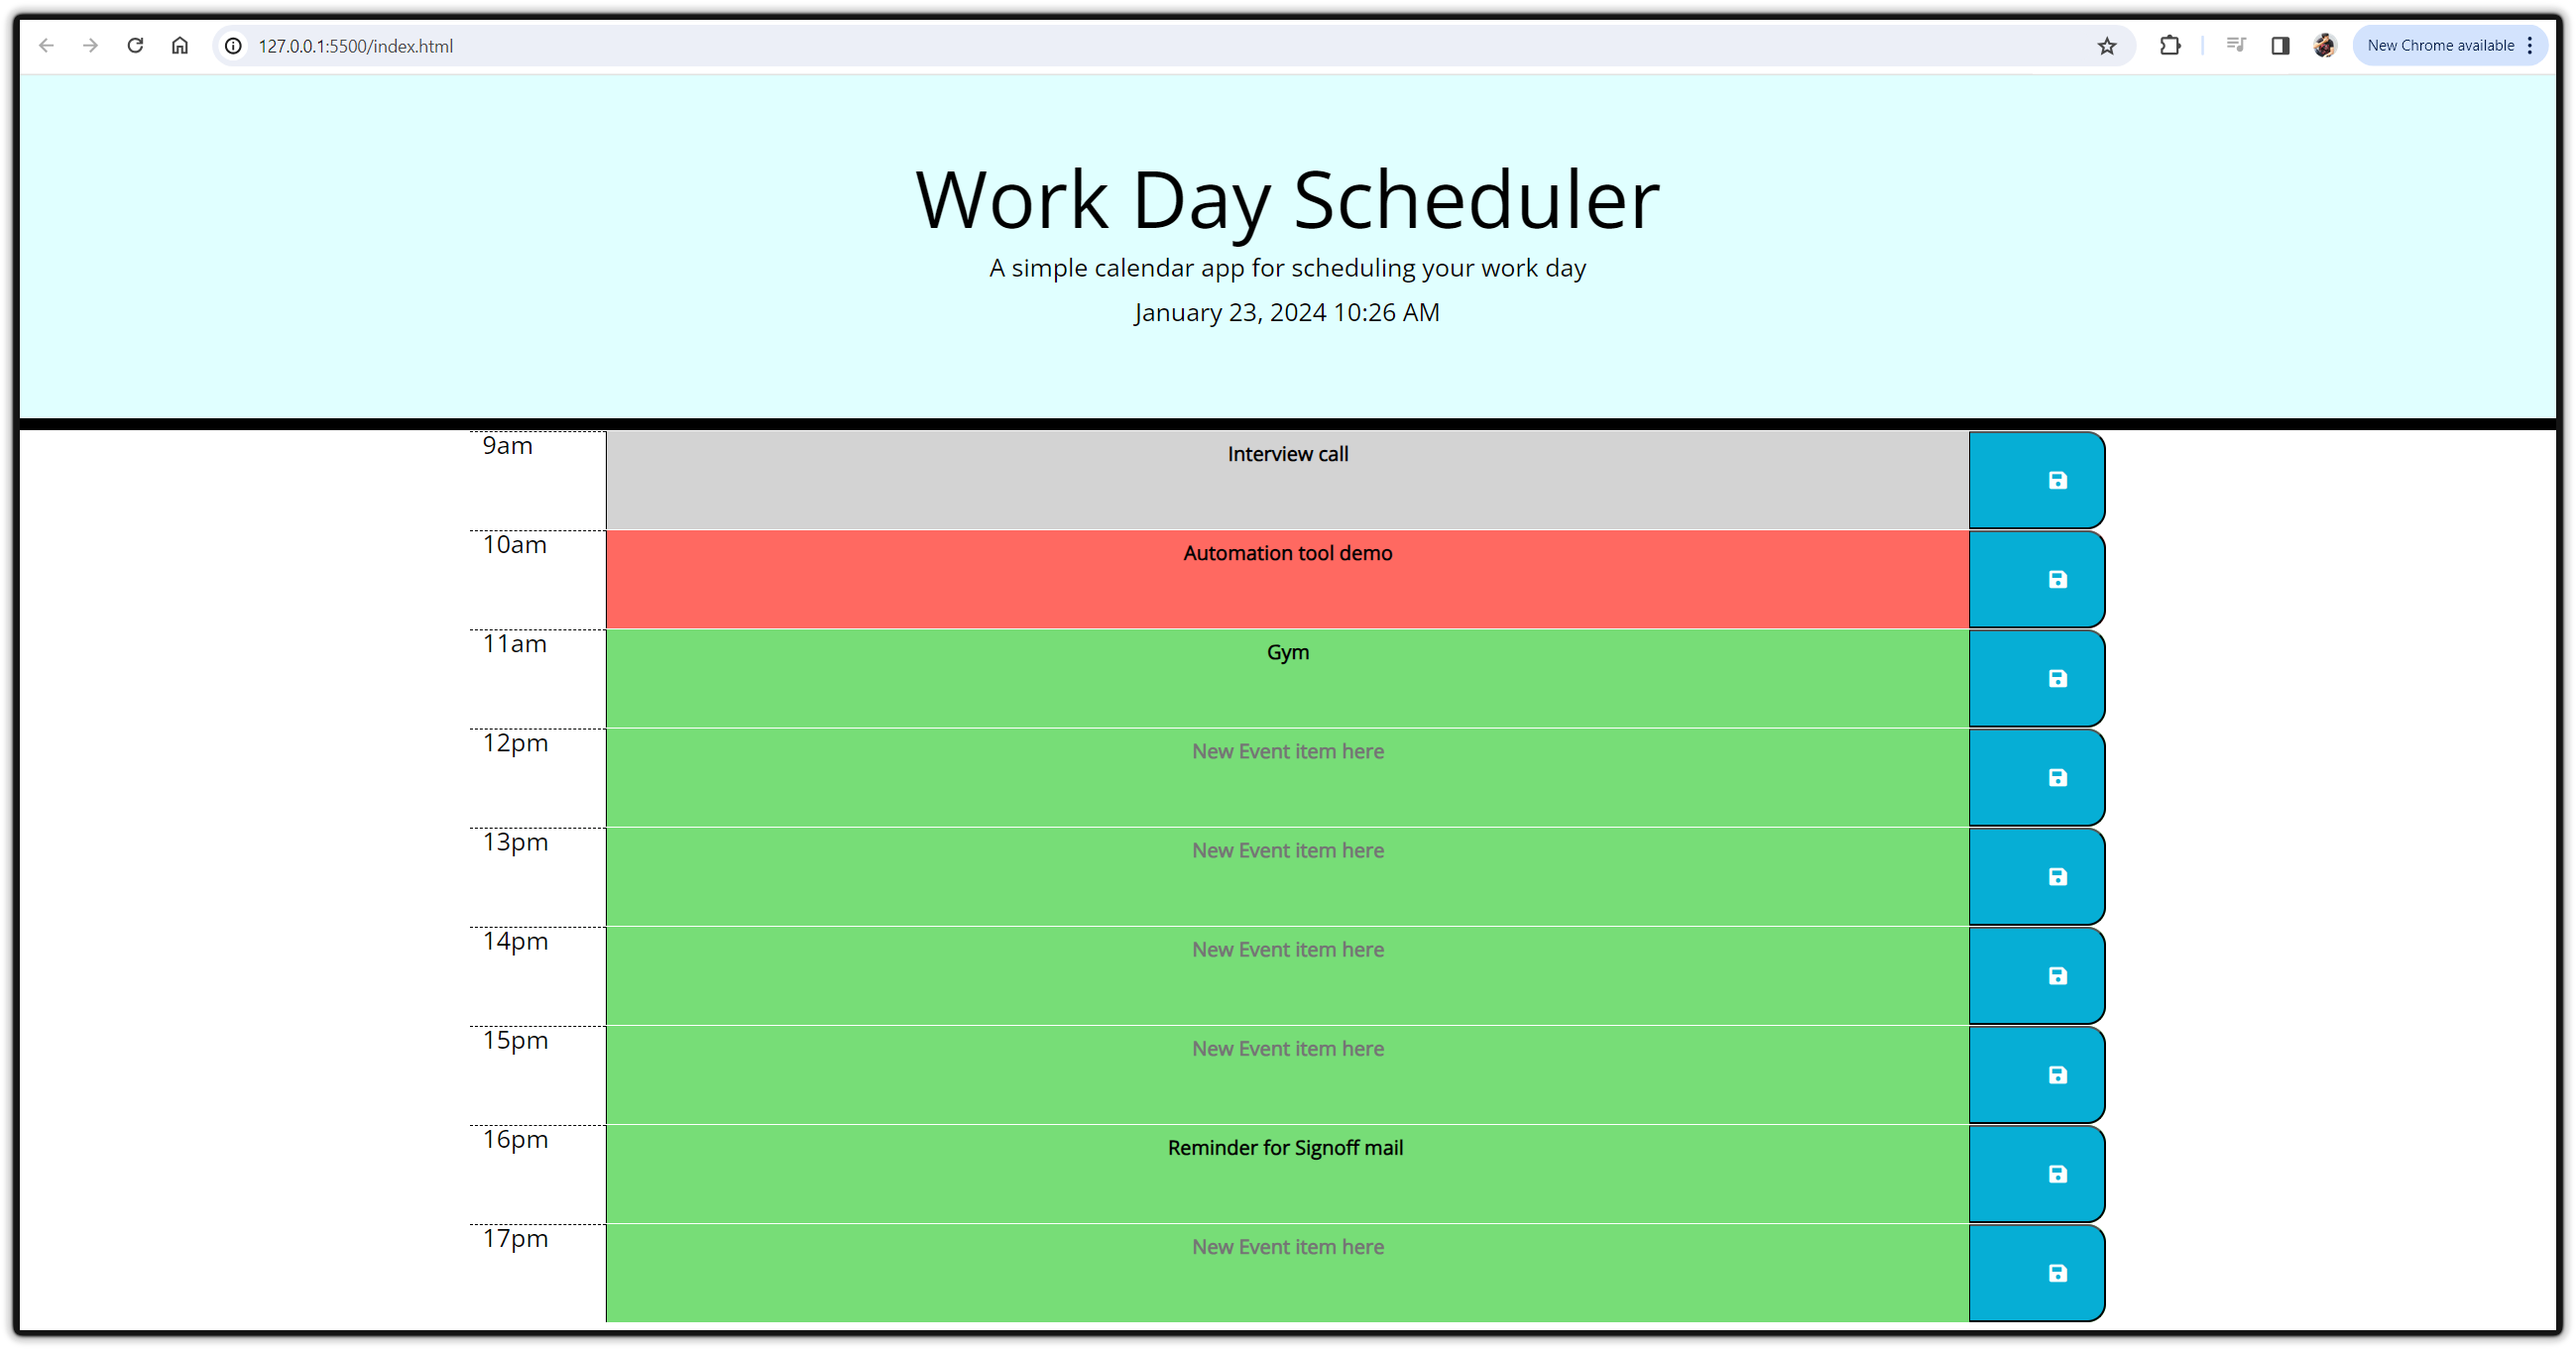 127.0.0.1:5500/index.html
New Chrome available
Work Day Scheduler
A simple calendar app for scheduling your work day
January 23, 2024 10:26 AM
9am Interview call
10am Automation tool demo
11am Gym
12pm New Event item here
13pm New Event item here
14pm New Event item here
15pm New Event item here
16pm Reminder for Signoff mail
17pm New Event item here